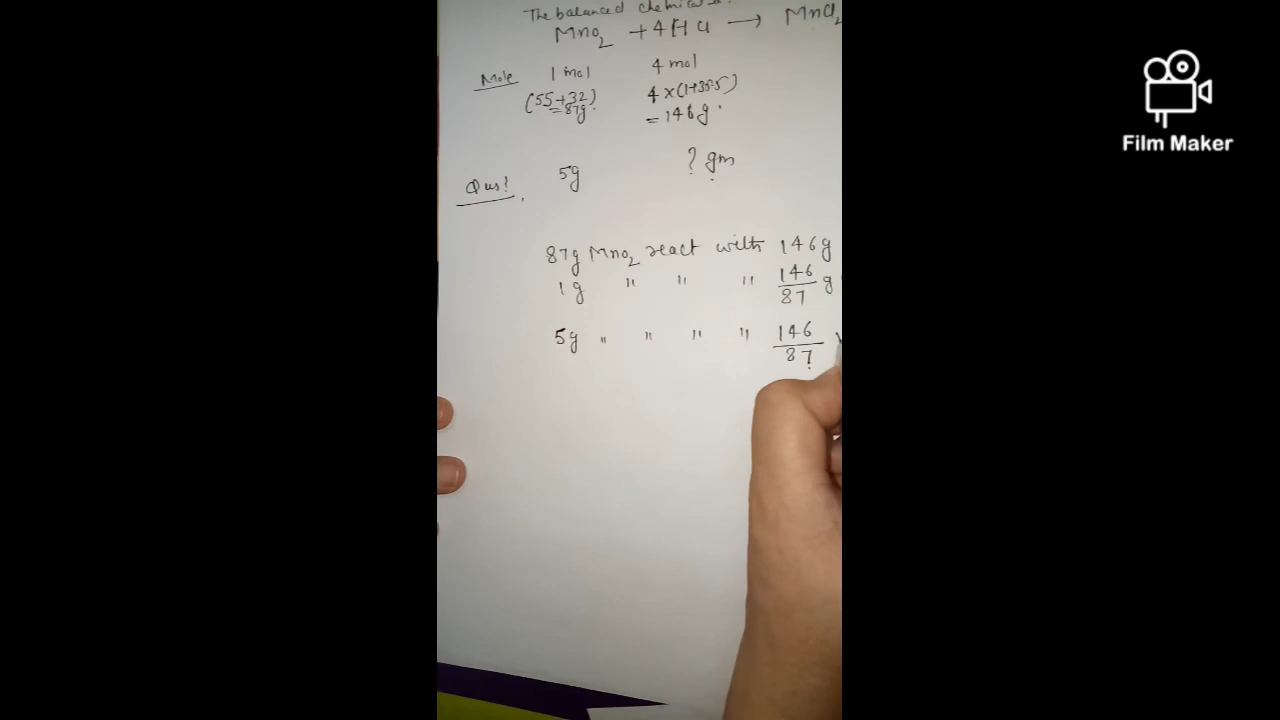 The balanced chemical
MnO2 + 4HCl → MnCl2
Mole 1 mol 4 mol
(55+32) 4 x (1+35.5)
= 87g. = 146g.
Qus? 5g ? gm
87g MnO2 react with 146g
1g " " " 146/87 g
5g " " " " 146/87
Film Maker